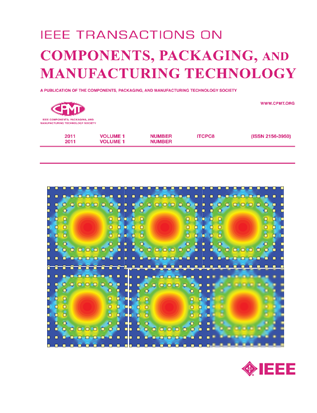 IEEE TRANSACTIONS ON
COMPONENTS, PACKAGING, AND
MANUFACTURING TECHNOLOGY
A PUBLICATION OF THE COMPONENTS, PACKAGING, AND MANUFACTURING TECHNOLOGY SOCIETY
WWW.CPMT.ORG
CPMT
IEEE COMPONENTS, PACKAGING, AND
MANUFACTURING TECHNOLOGY SOCIETY
2011 VOLUME 1 NUMBER ITCPC8 (ISSN 2156-3950)
2011 VOLUME 1 NUMBER
IEEE